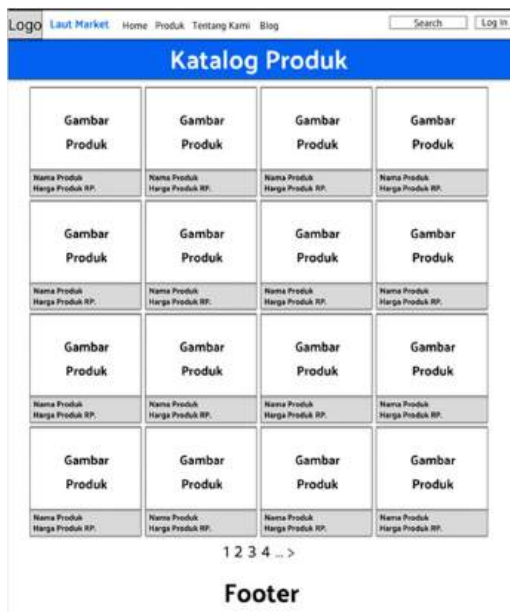 Logo Laut Market Home Produk Tentang Kami Blog Search Log In
Katalog Produk
Gambar Gambar Gambar Gambar
Produk Produk Produk Produk
Nama Produk Nama Produk Nama Produk Nama Produk
Harga Produk RP. Harga Produk RP. Harga Produk RP. Harga Produk RP.
Gambar Gambar Gambar Gambar
Produk Produk Produk Produk
Nama Produk Nama Produk Nama Produk Nama Produk
Harga Produk RP. Harga Produk RP. Harga Produk RP. Harga Produk RP.
Gambar Gambar Gambar Gambar
Produk Produk Produk Produk
Nama Produk Nama Produk Nama Produk Nama Produk
Harga Produk RP. Harga Produk RP. Harga Produk RP. Harga Produk RP.
Gambar Gambar Gambar Gambar
Produk Produk Produk Produk
Nama Produk Nama Produk Nama Produk Nama Produk
Harga Produk RP. Harga Produk RP. Harga Produk RP. Harga Produk RP.
1 2 3 4 ... >
Footer